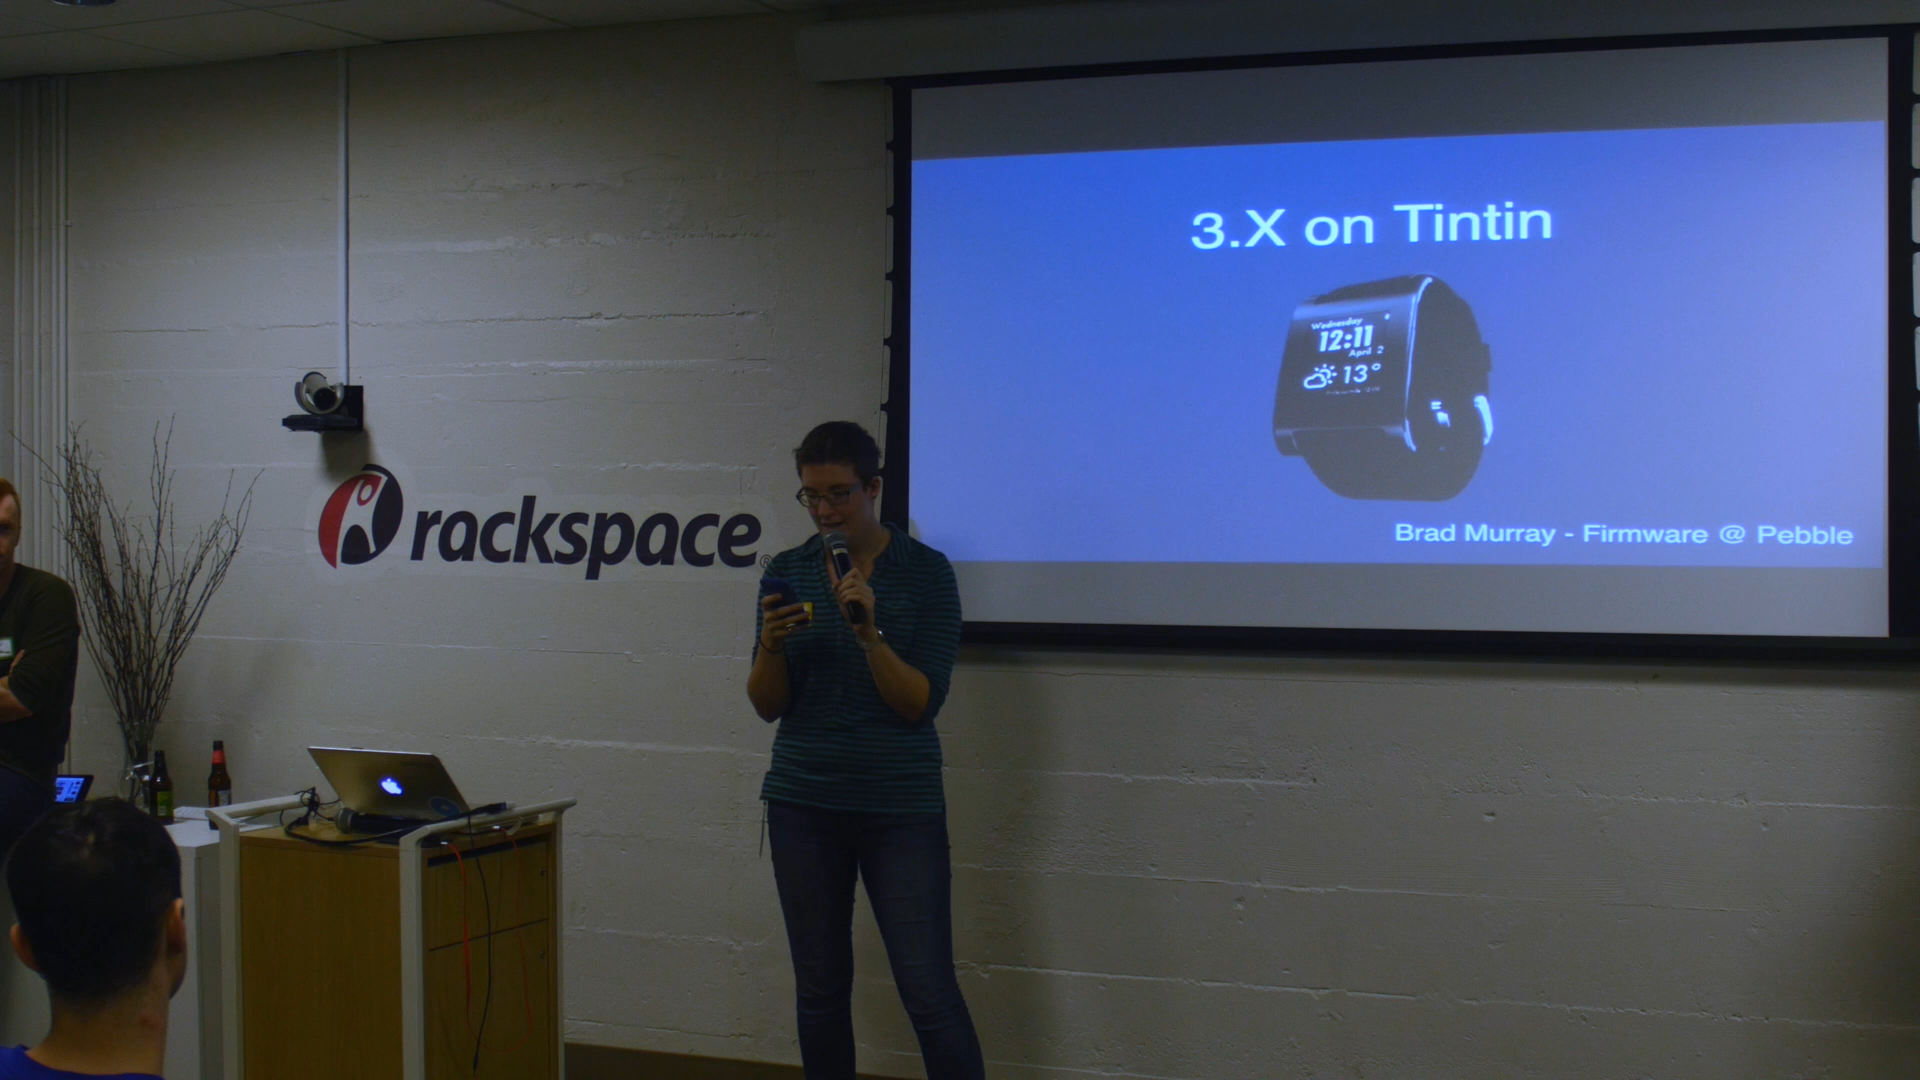 3.X on Tintin
Wednesday
12:11
April 2
13°
Brad Murray - Firmware @ Pebble
rackspace®